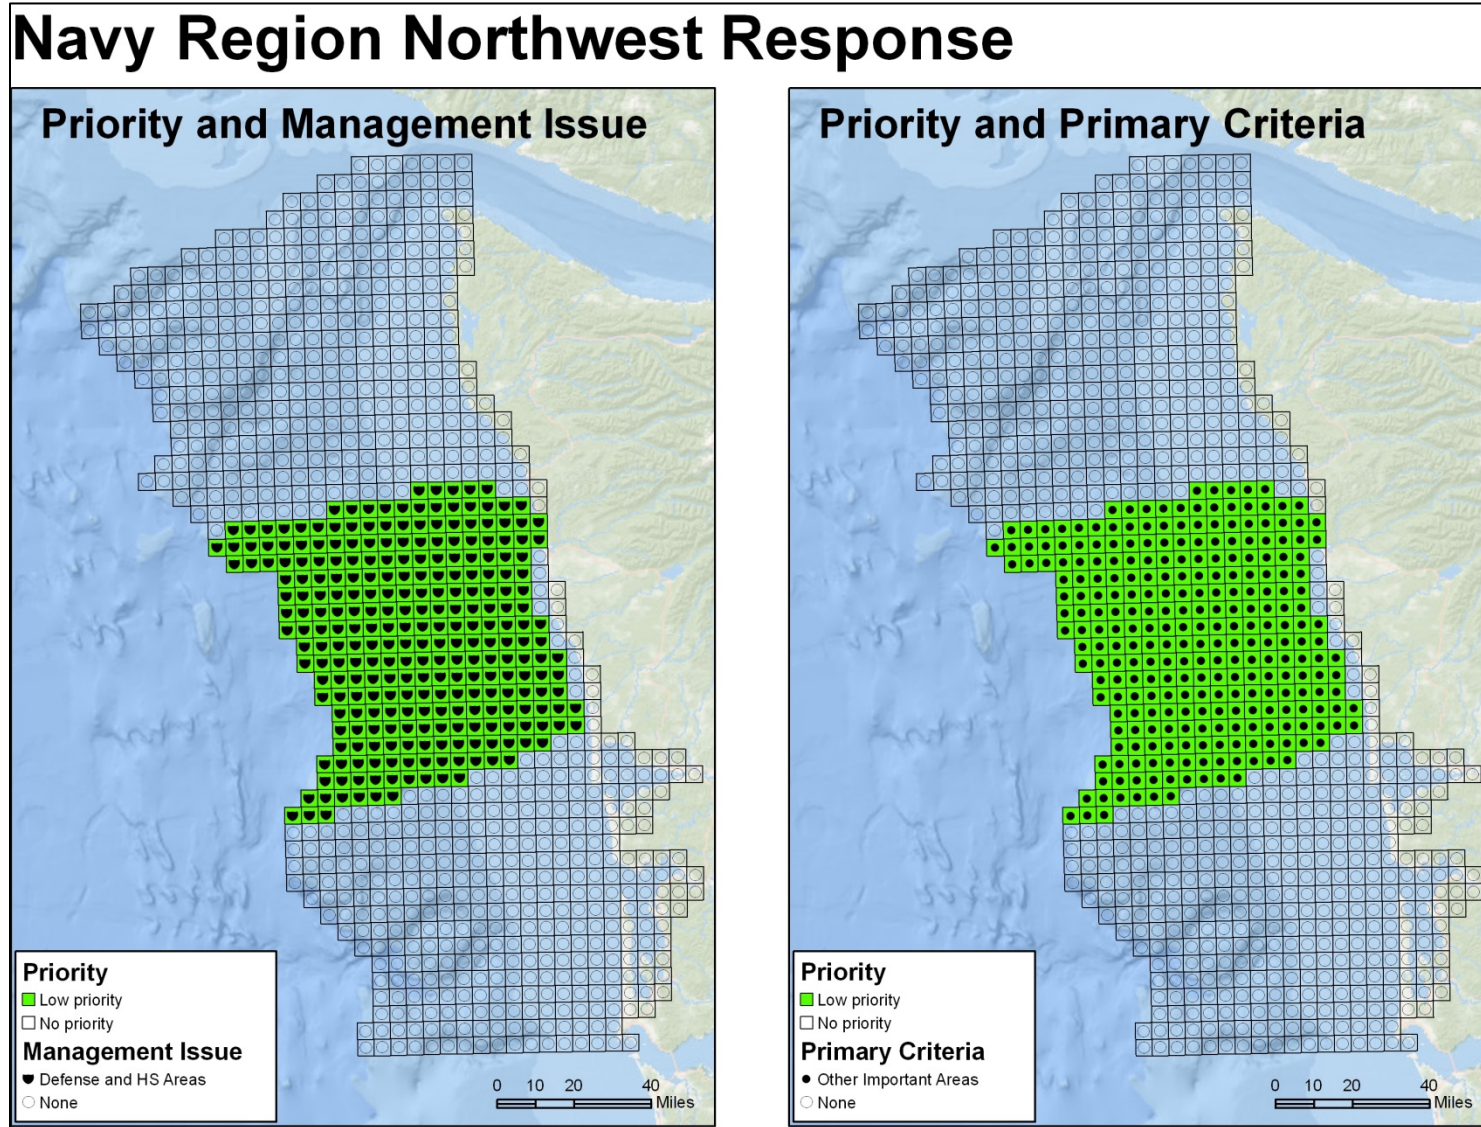 Navy Region Northwest Response
Priority and Management Issue
Priority
Low priority
No priority
Management Issue
Defense and HS Areas
None
0 10 20 40
Miles
Priority and Primary Criteria
Priority
Low priority
No priority
Primary Criteria
Other Important Areas
None
0 10 20 40
Miles